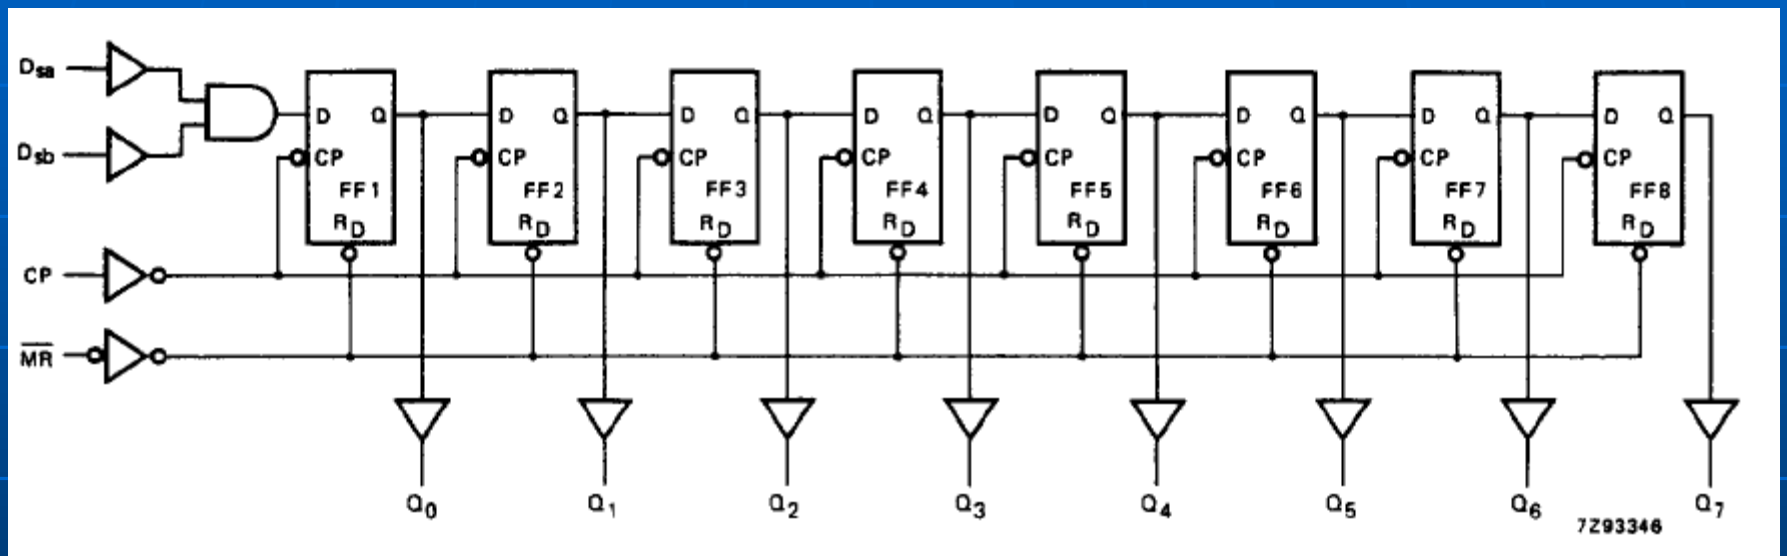 Dsa
D Q D Q D Q D Q D Q D Q D Q D Q
Dsb
CP CP CP CP CP CP CP CP
FF1 FF2 FF3 FF4 FF5 FF6 FF7 FF8
RD RD RD RD RD RD RD RD
CP
MR
Q0 Q1 Q2 Q3 Q4 Q5 Q6 Q7
7Z93346